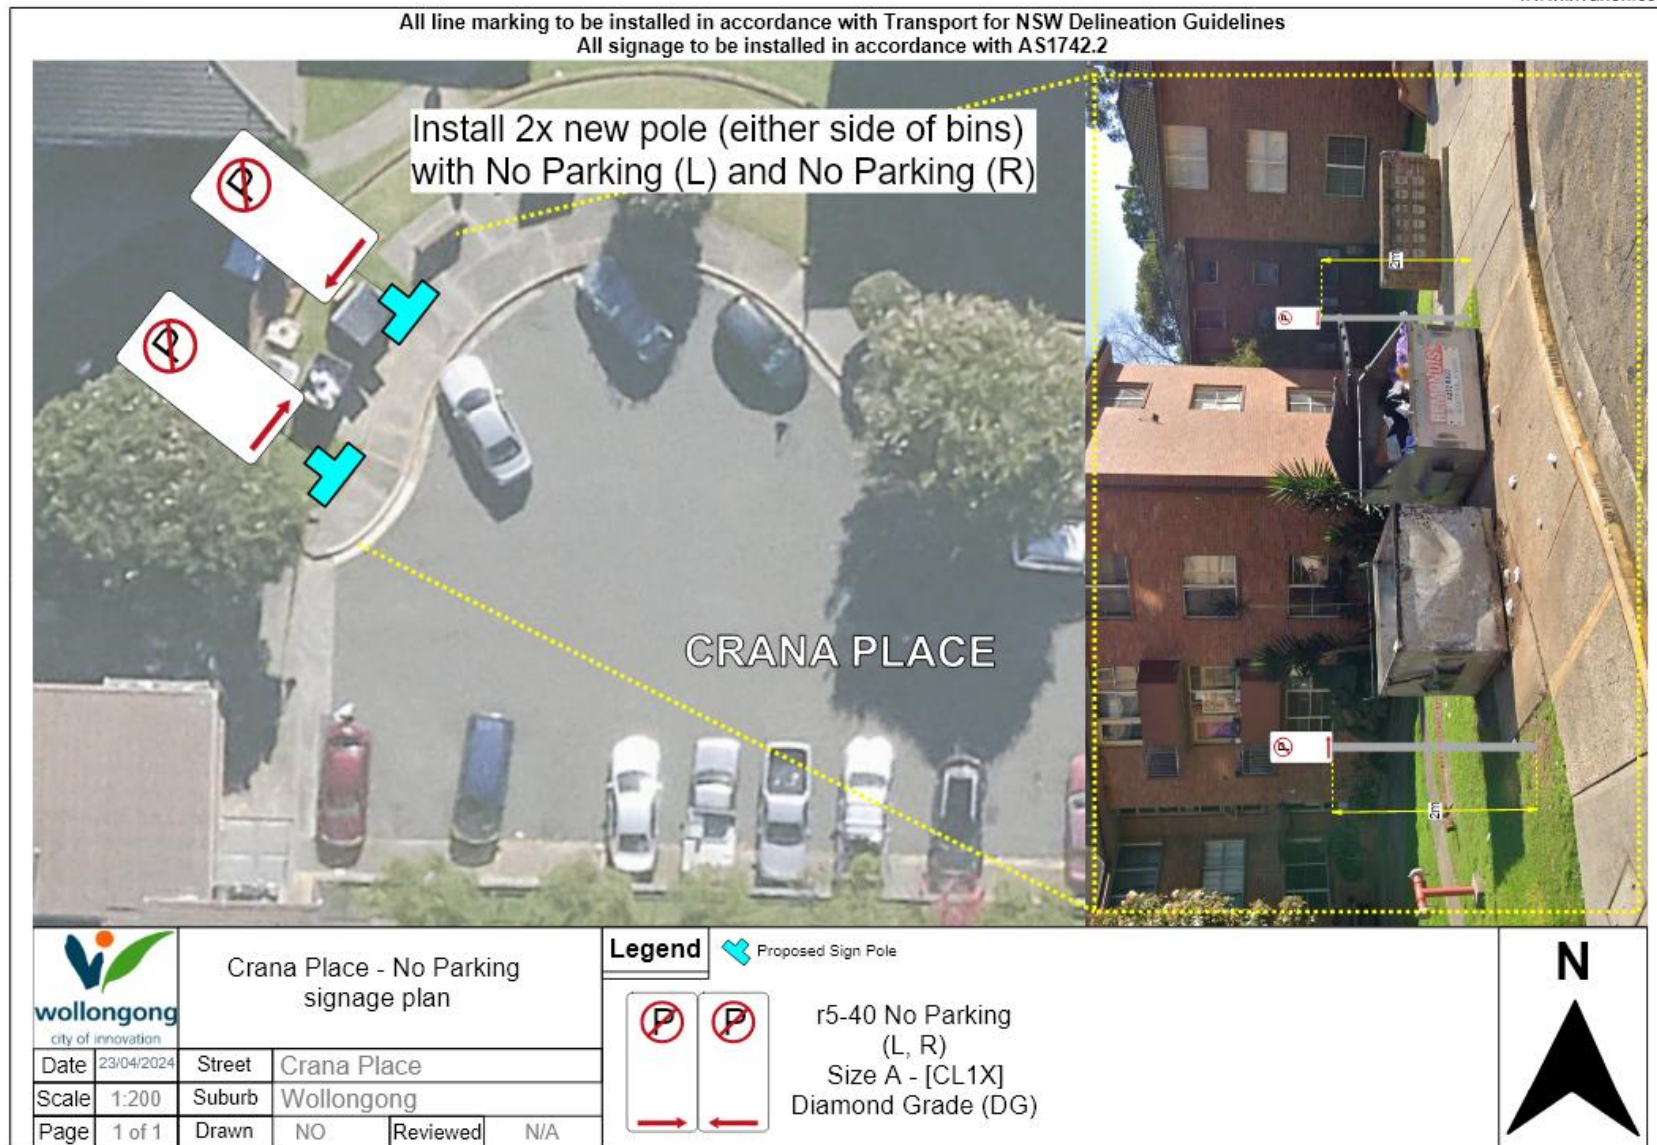 All line marking to be installed in accordance with Transport for NSW Delineation Guidelines
All signage to be installed in accordance with AS1742.2
Install 2x new pole (either side of bins)
with No Parking (L) and No Parking (R)
P
P
CRANA PLACE
2m
P
REMONDIS
P
2m
wollongong
city of innovation
Crana Place - No Parking
signage plan
Date 23/04/2024 Street Crana Place
Scale 1:200 Suburb Wollongong
Page 1 of 1 Drawn NO Reviewed N/A
Legend Proposed Sign Pole
P P
r5-40 No Parking
(L, R)
Size A - [CL1X]
Diamond Grade (DG)
N